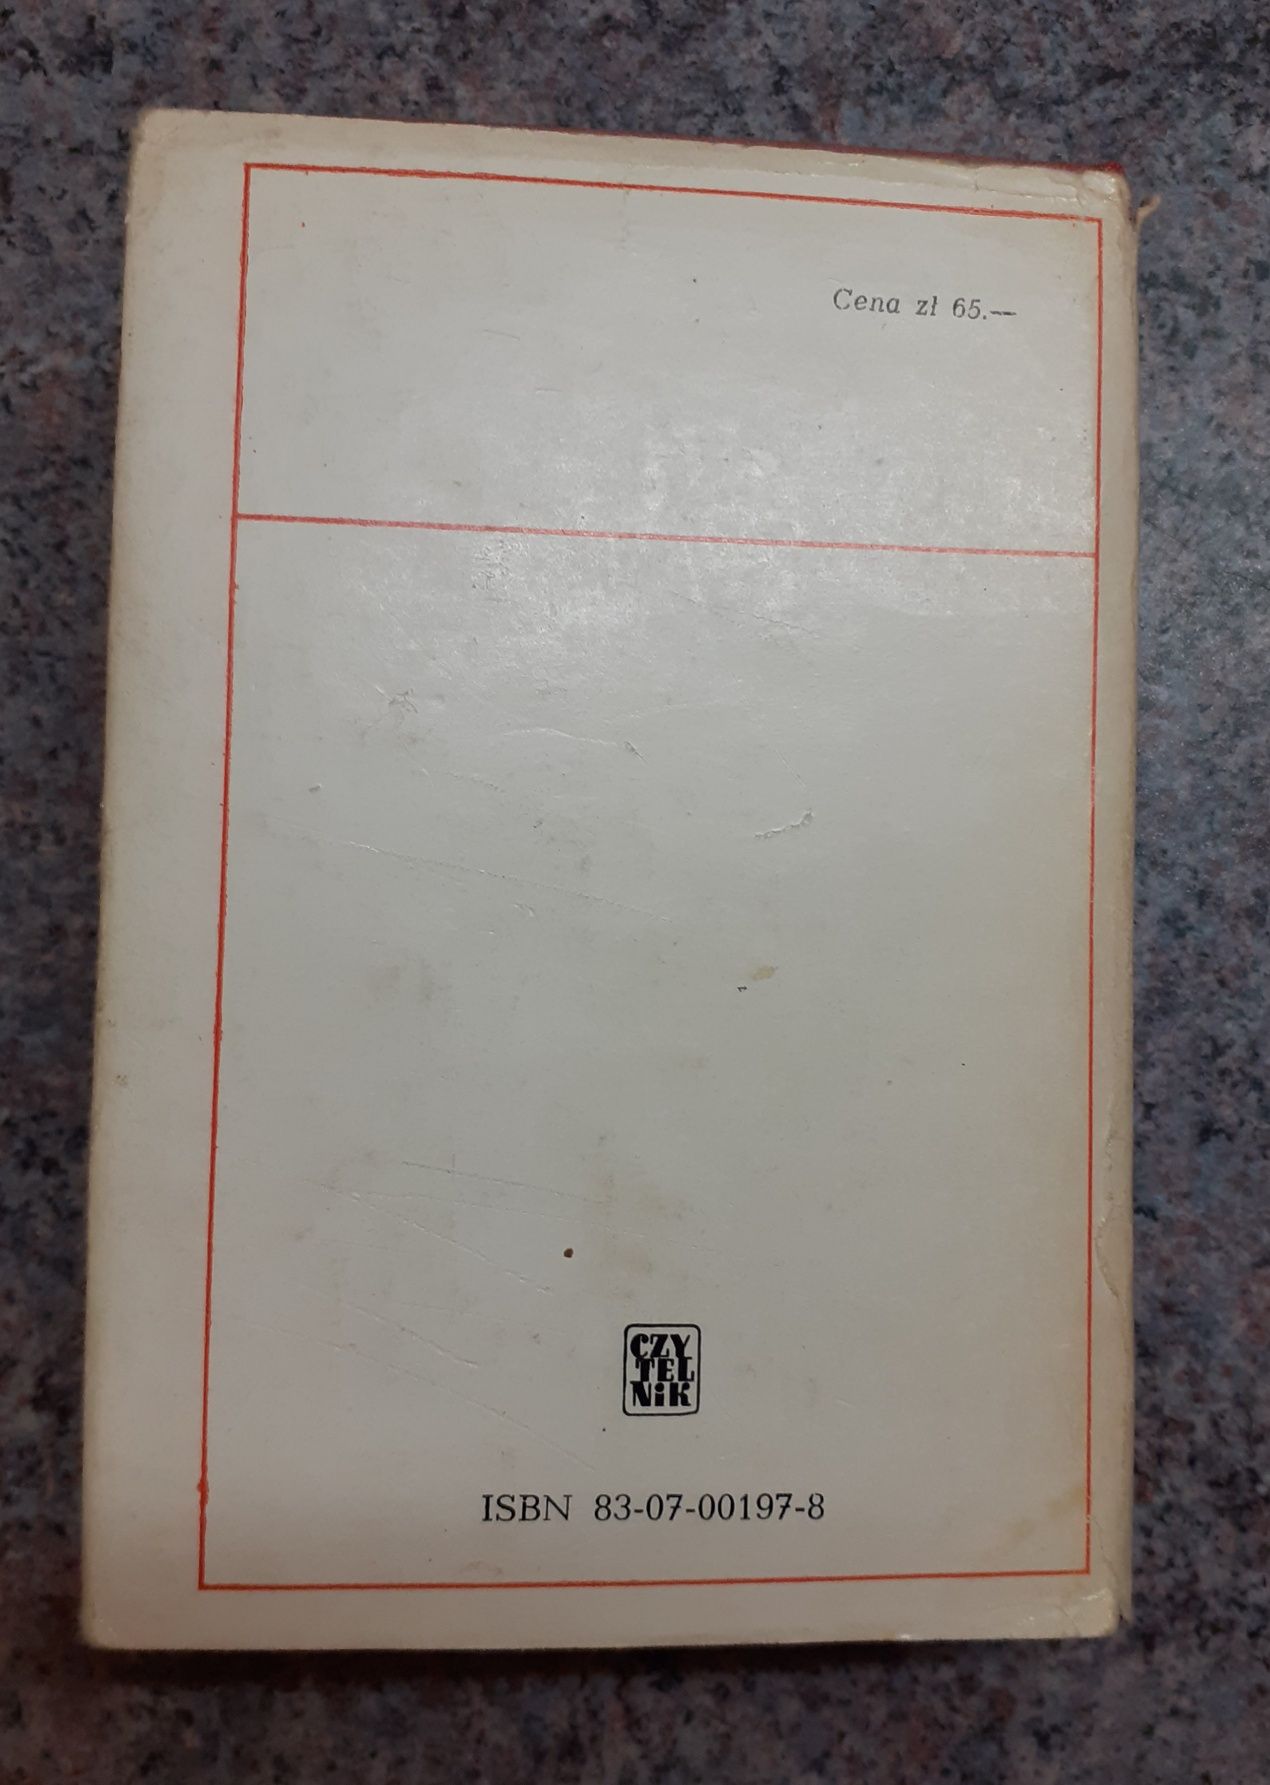 Cena zł 65.—
CZY
TEL
NiK
ISBN 83-07-00197-8